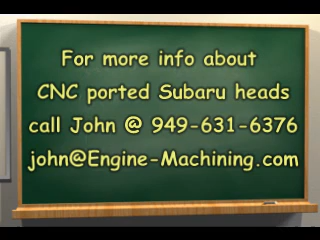 For more info about
CNC ported Subaru heads
call John @ 949-631-6376
john@Engine-Machining.com